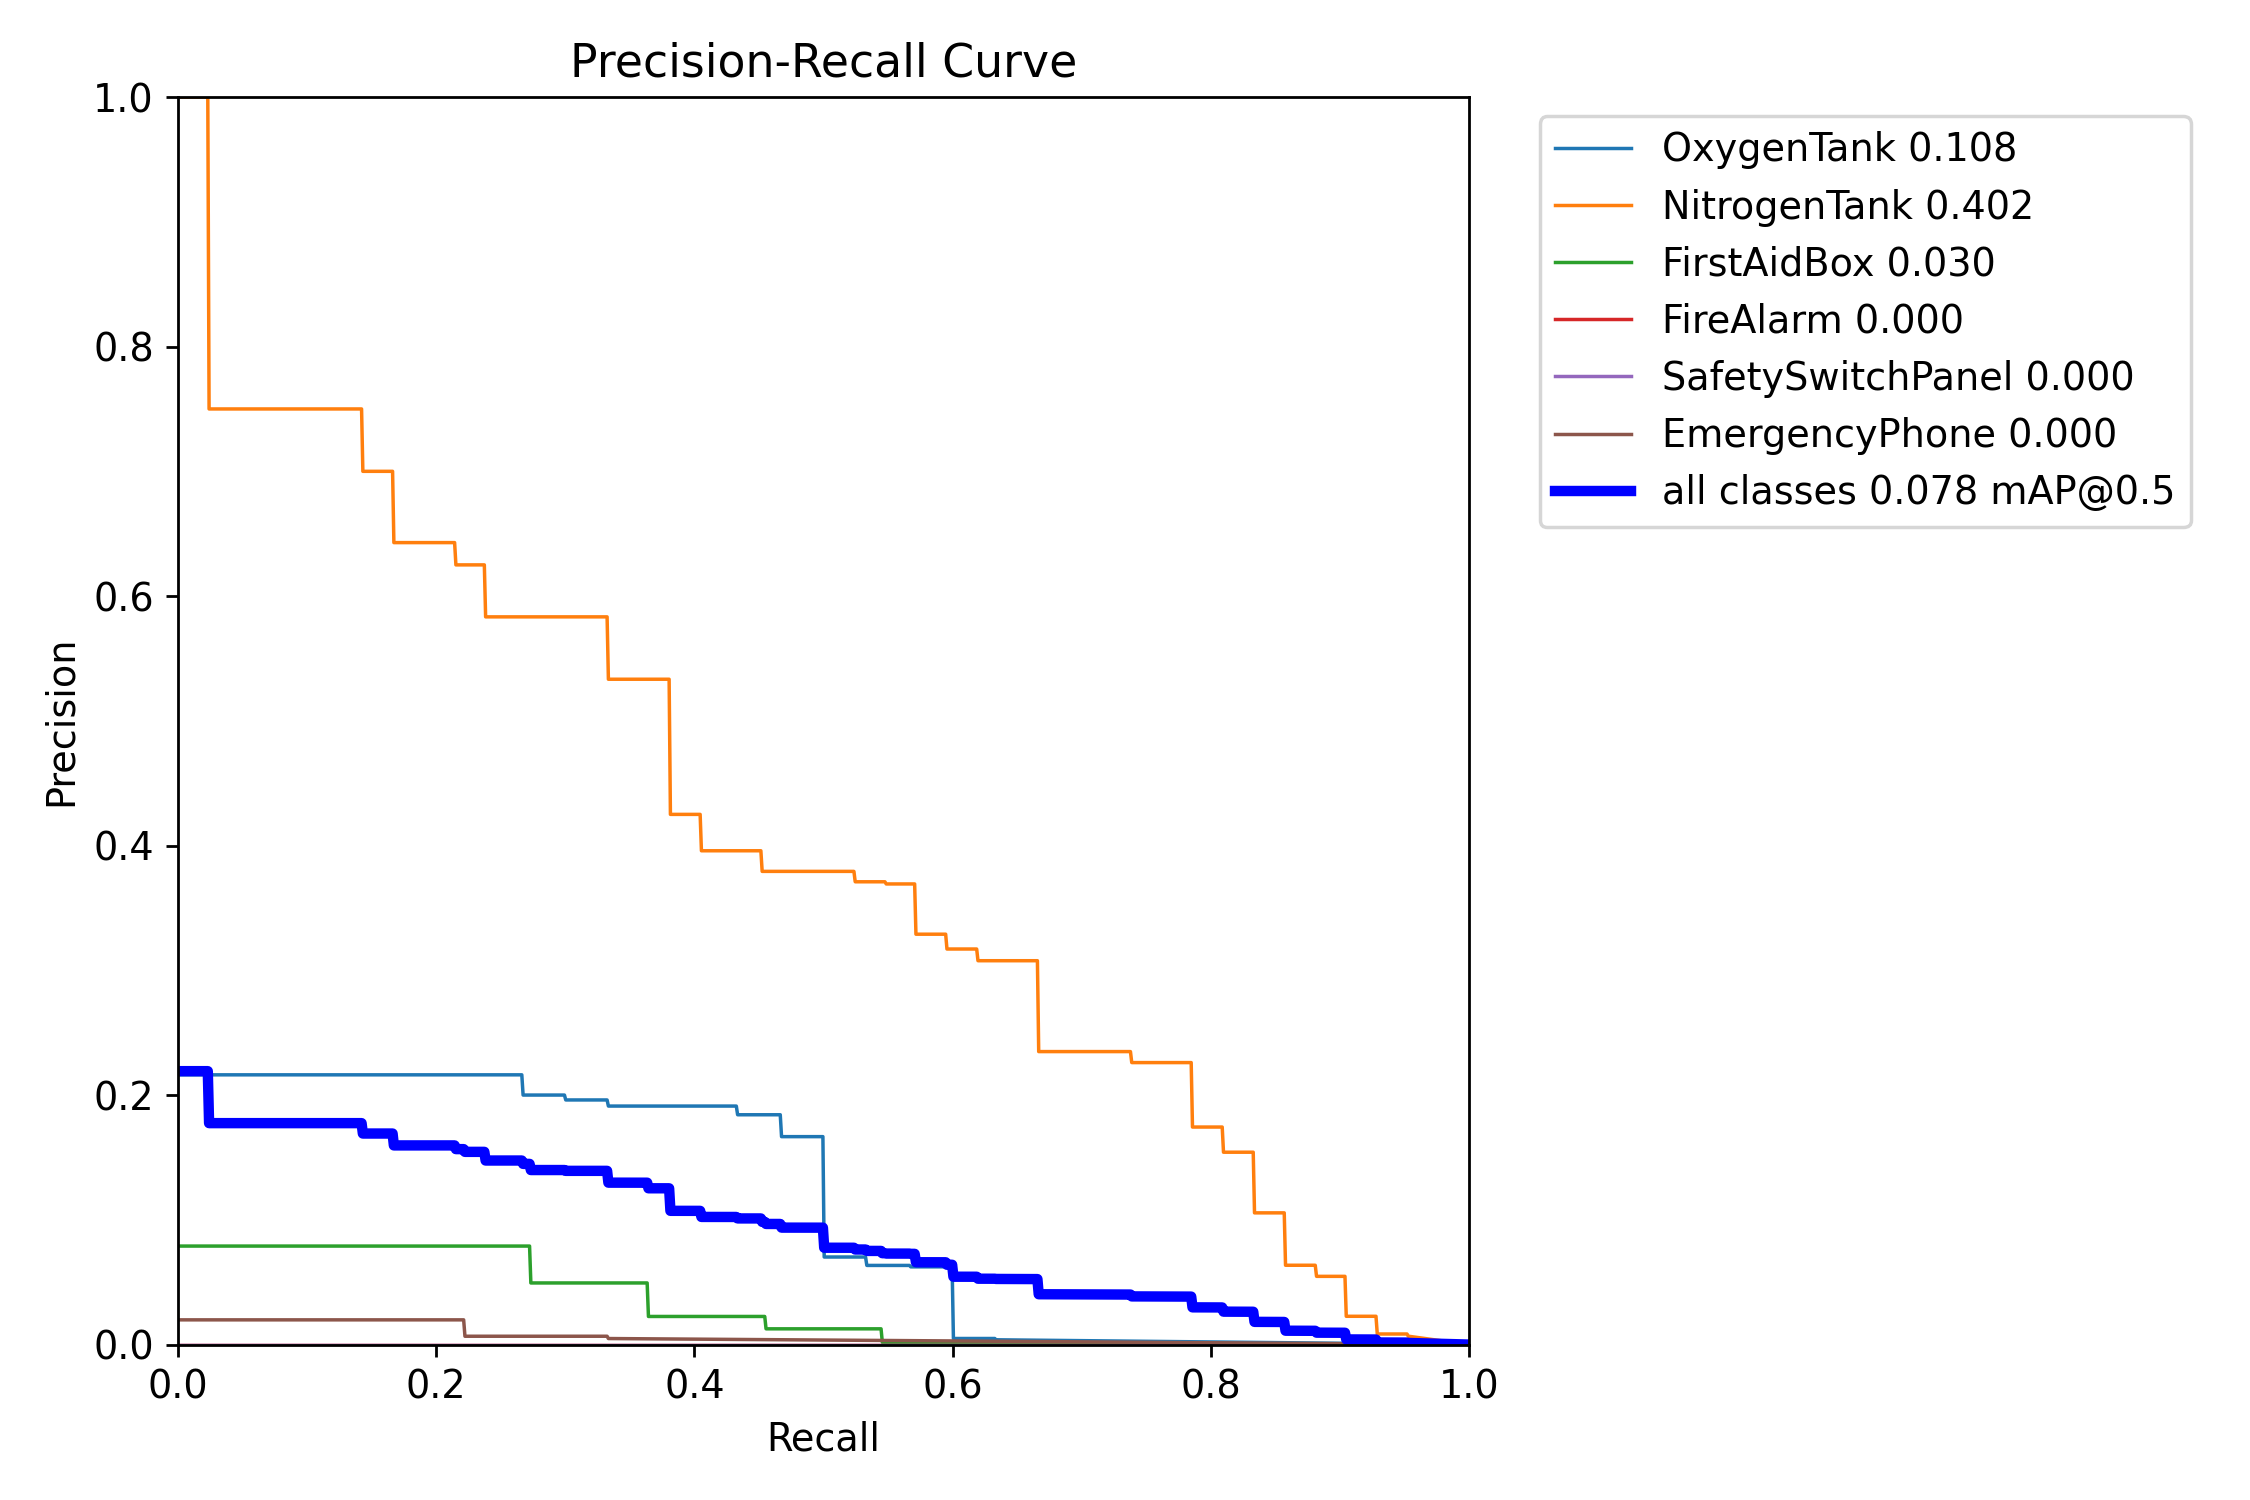 Precision-Recall Curve
1.0
0.8
0.6
0.4
0.2
0.0
Precision
0.0 0.2 0.4 0.6 0.8 1.0
Recall
OxygenTank 0.108
NitrogenTank 0.402
FirstAidBox 0.030
FireAlarm 0.000
SafetySwitchPanel 0.000
EmergencyPhone 0.000
all classes 0.078 mAP@0.5